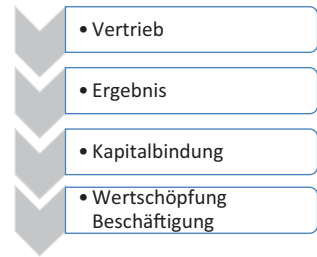 • Vertrieb
• Ergebnis
• Kapitalbindung
• Wertschöpfung
Beschäftigung